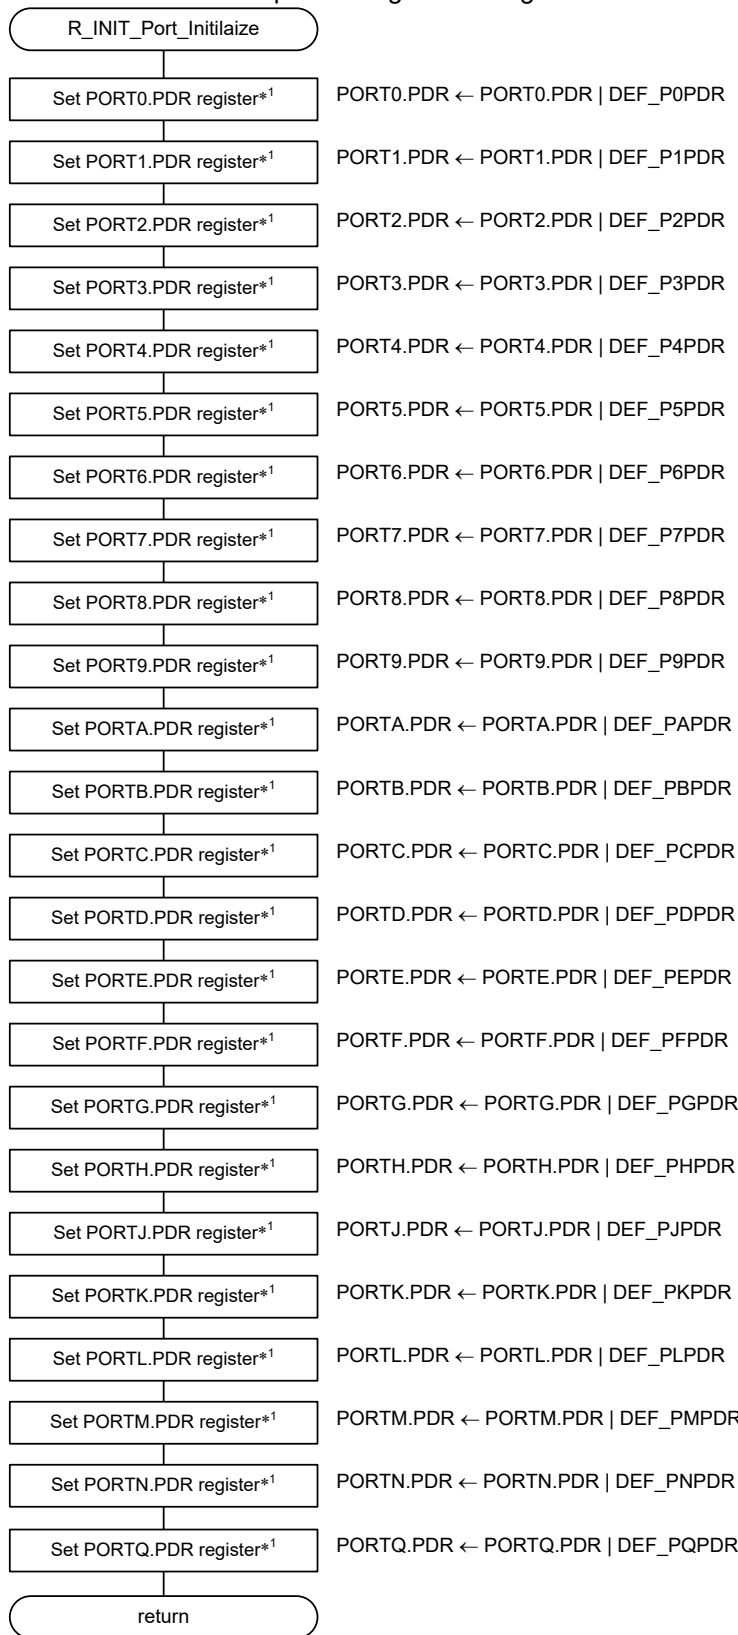 R_INIT_Port_Initilaize
Set PORT0.PDR register*1 PORT0.PDR ← PORT0.PDR | DEF_P0PDR
Set PORT1.PDR register*1 PORT1.PDR ← PORT1.PDR | DEF_P1PDR
Set PORT2.PDR register*1 PORT2.PDR ← PORT2.PDR | DEF_P2PDR
Set PORT3.PDR register*1 PORT3.PDR ← PORT3.PDR | DEF_P3PDR
Set PORT4.PDR register*1 PORT4.PDR ← PORT4.PDR | DEF_P4PDR
Set PORT5.PDR register*1 PORT5.PDR ← PORT5.PDR | DEF_P5PDR
Set PORT6.PDR register*1 PORT6.PDR ← PORT6.PDR | DEF_P6PDR
Set PORT7.PDR register*1 PORT7.PDR ← PORT7.PDR | DEF_P7PDR
Set PORT8.PDR register*1 PORT8.PDR ← PORT8.PDR | DEF_P8PDR
Set PORT9.PDR register*1 PORT9.PDR ← PORT9.PDR | DEF_P9PDR
Set PORTA.PDR register*1 PORTA.PDR ← PORTA.PDR | DEF_PAPDR
Set PORTB.PDR register*1 PORTB.PDR ← PORTB.PDR | DEF_PBPDR
Set PORTC.PDR register*1 PORTC.PDR ← PORTC.PDR | DEF_PCPDR
Set PORTD.PDR register*1 PORTD.PDR ← PORTD.PDR | DEF_PDPDR
Set PORTE.PDR register*1 PORTE.PDR ← PORTE.PDR | DEF_PEPDR
Set PORTF.PDR register*1 PORTF.PDR ← PORTF.PDR | DEF_PFPDR
Set PORTG.PDR register*1 PORTG.PDR ← PORTG.PDR | DEF_PGPDR
Set PORTH.PDR register*1 PORTH.PDR ← PORTH.PDR | DEF_PHPDR
Set PORTJ.PDR register*1 PORTJ.PDR ← PORTJ.PDR | DEF_PJPDR
Set PORTK.PDR register*1 PORTK.PDR ← PORTK.PDR | DEF_PKPDR
Set PORTL.PDR register*1 PORTL.PDR ← PORTL.PDR | DEF_PLPDR
Set PORTM.PDR register*1 PORTM.PDR ← PORTM.PDR | DEF_PMPDR
Set PORTN.PDR register*1 PORTN.PDR ← PORTN.PDR | DEF_PNPDR
Set PORTQ.PDR register*1 PORTQ.PDR ← PORTQ.PDR | DEF_PQPDR
return